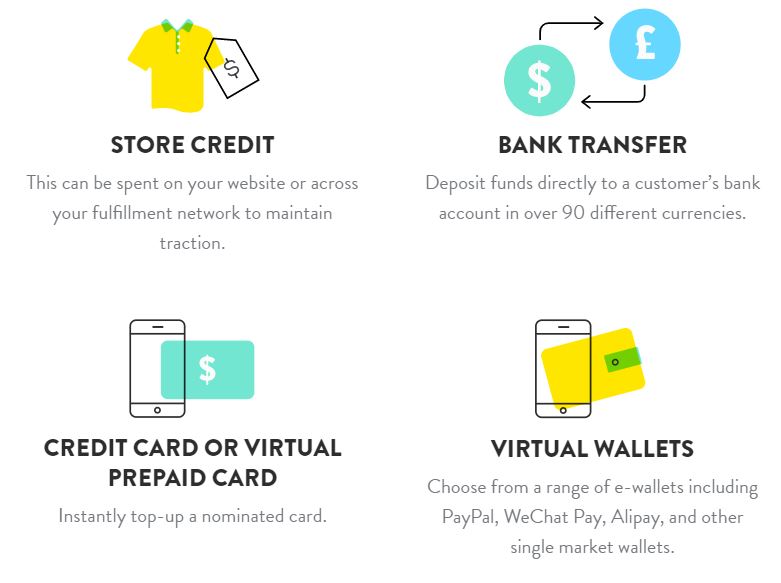 $
$
£
STORE CREDIT
This can be spent on your website or across
your fulfillment network to maintain
traction.
BANK TRANSFER
Deposit funds directly to a customer's bank
account in over 90 different currencies.
$
CREDIT CARD OR VIRTUAL
PREPAID CARD
Instantly top-up a nominated card.
VIRTUAL WALLETS
Choose from a range of e-wallets including
PayPal, WeChat Pay, Alipay, and other
single market wallets.